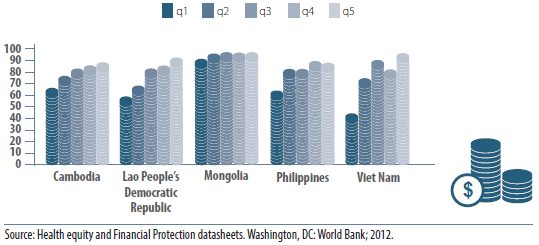 q1 q2 q3 q4 q5
100
90
80
70
60
50
40
30
20
10
0
Cambodia
Lao People's
Democratic
Republic
Mongolia
Philippines
Viet Nam
$
Source: Health equity and Financial Protection datasheets. Washington, DC: World Bank; 2012.